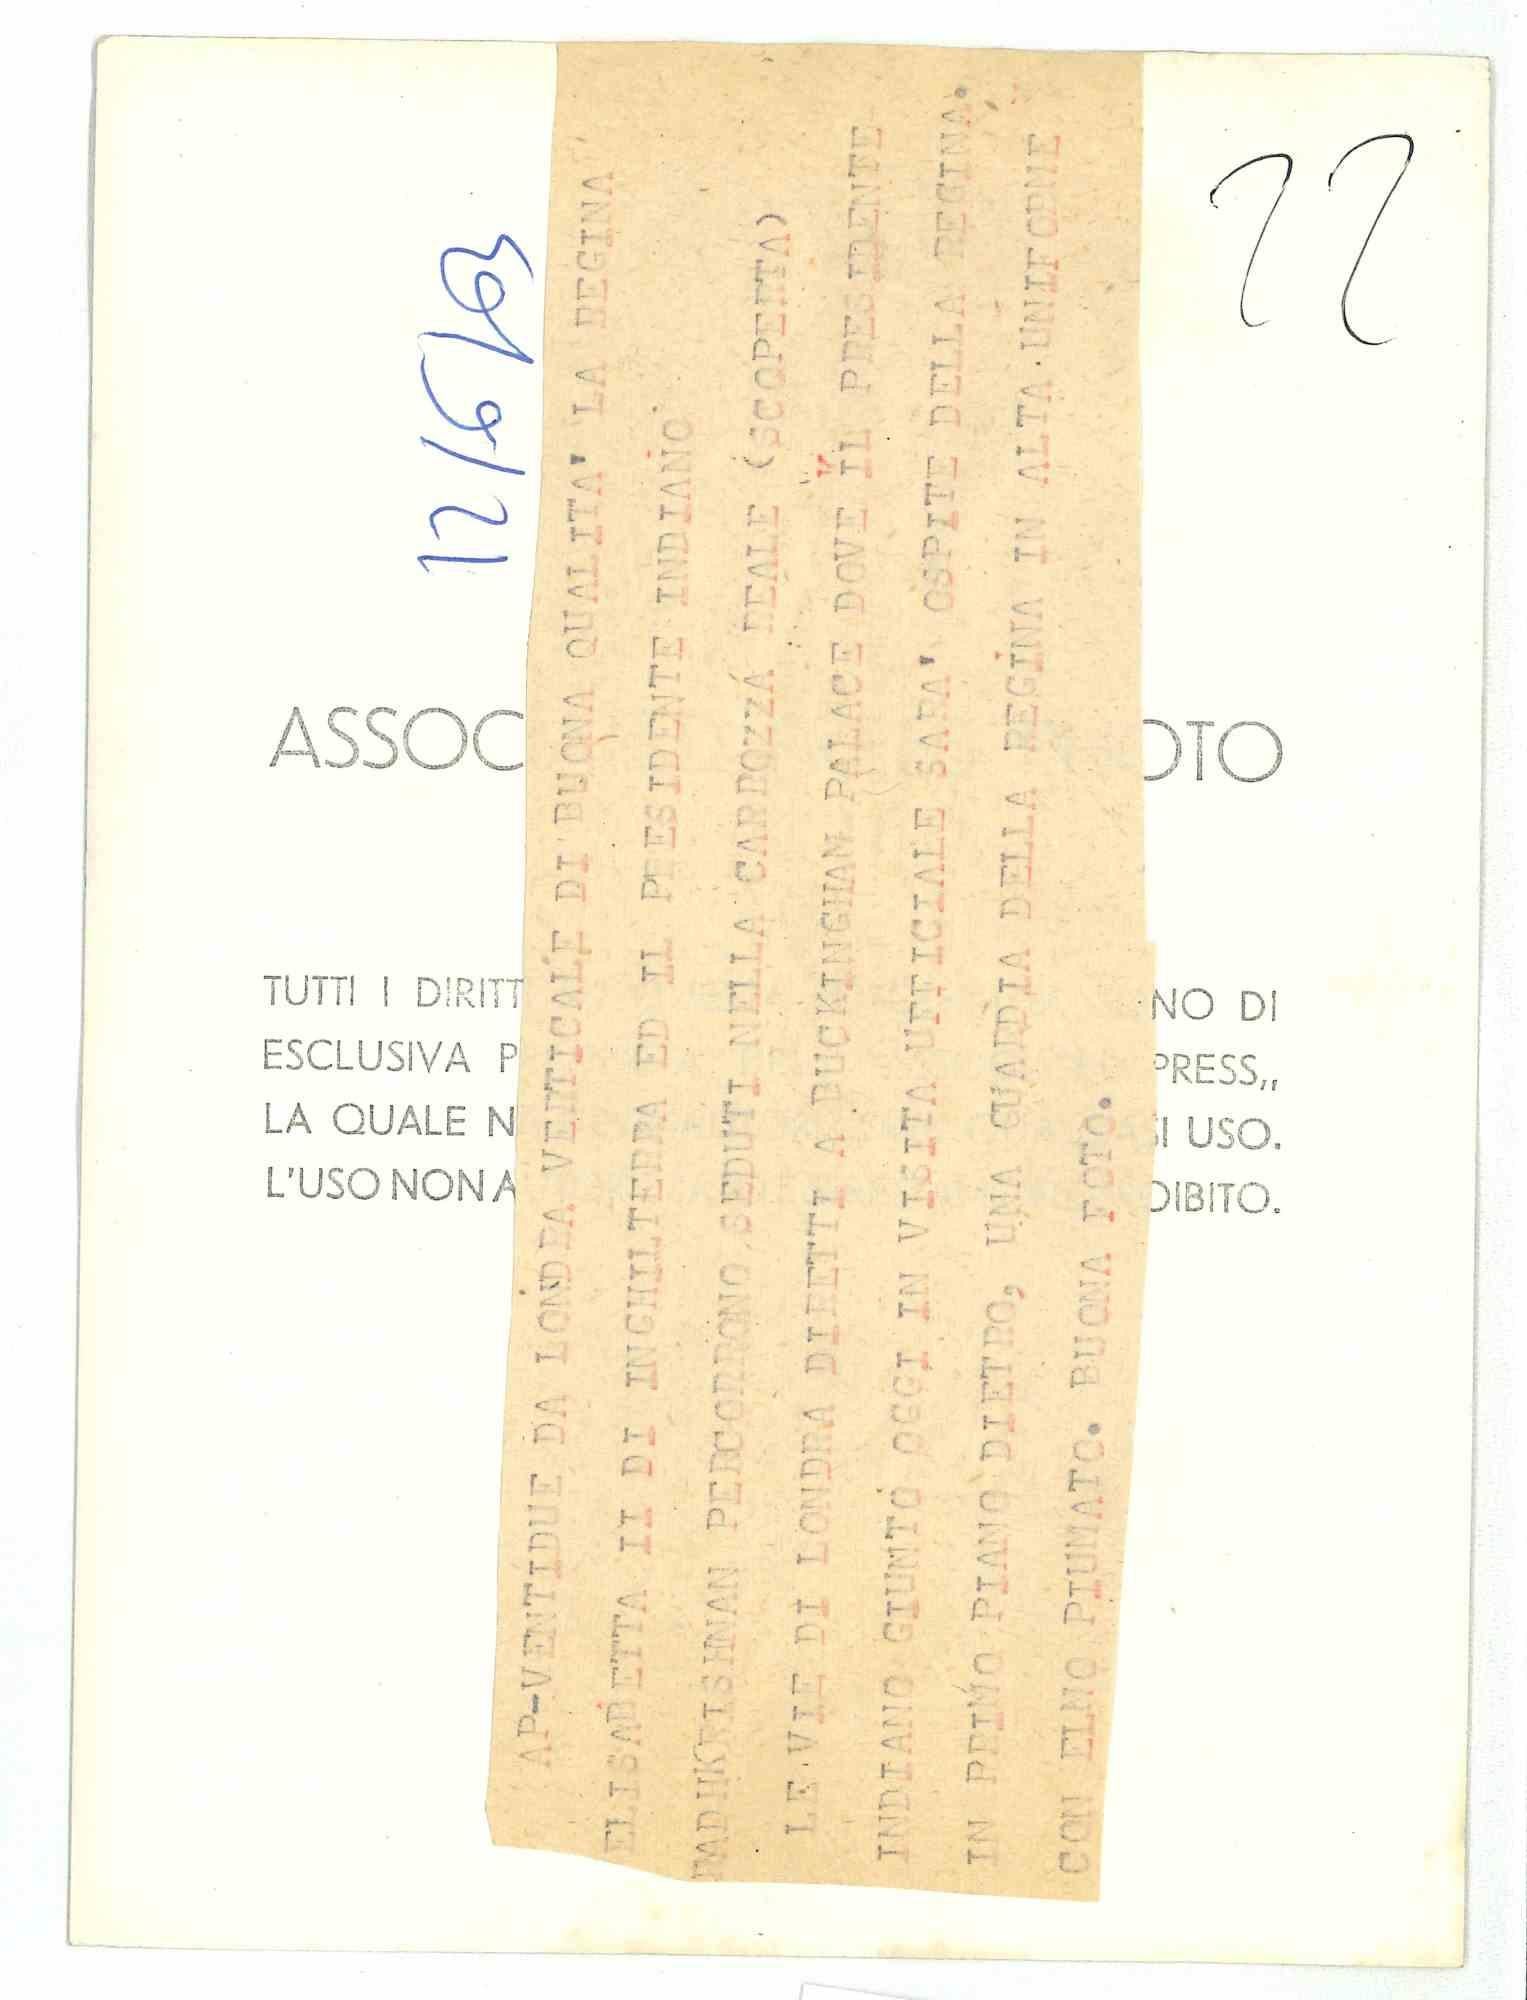 22
12/6/63
ASSOC OTO
TUTTI I DIRITT NO DI
ESCLUSIVA P PRESS,,
LA QUALE N SI USO.
L'USO NON A OIBITO.
AP-VENTIDUE DA LONDRA VERTICALE DI BUONA QUALITA' LA REGINA
ELISABETTA II DI INGHILTERRA ED IL PRESIDENTE INDIANO
RADHKRISHNAN PERCORRONO SEDUTI NELLA CARROZZA REALE (SCOPERTA)
LE VIE DI LONDRA DIRETTI A BUCKINGHAM PALACE DOVE IL PRESIDENTE
INDIANO GIUNTO OGGI IN VISITA UFFICIALE SARA' OSPITE DELLA REGINA.
IN PRIMO PIANO DIETRO, UNA GUARDIA DELLA REGINA IN ALTA UNIFORME
CON ELMO PIUMATO. BUONA FOTO.